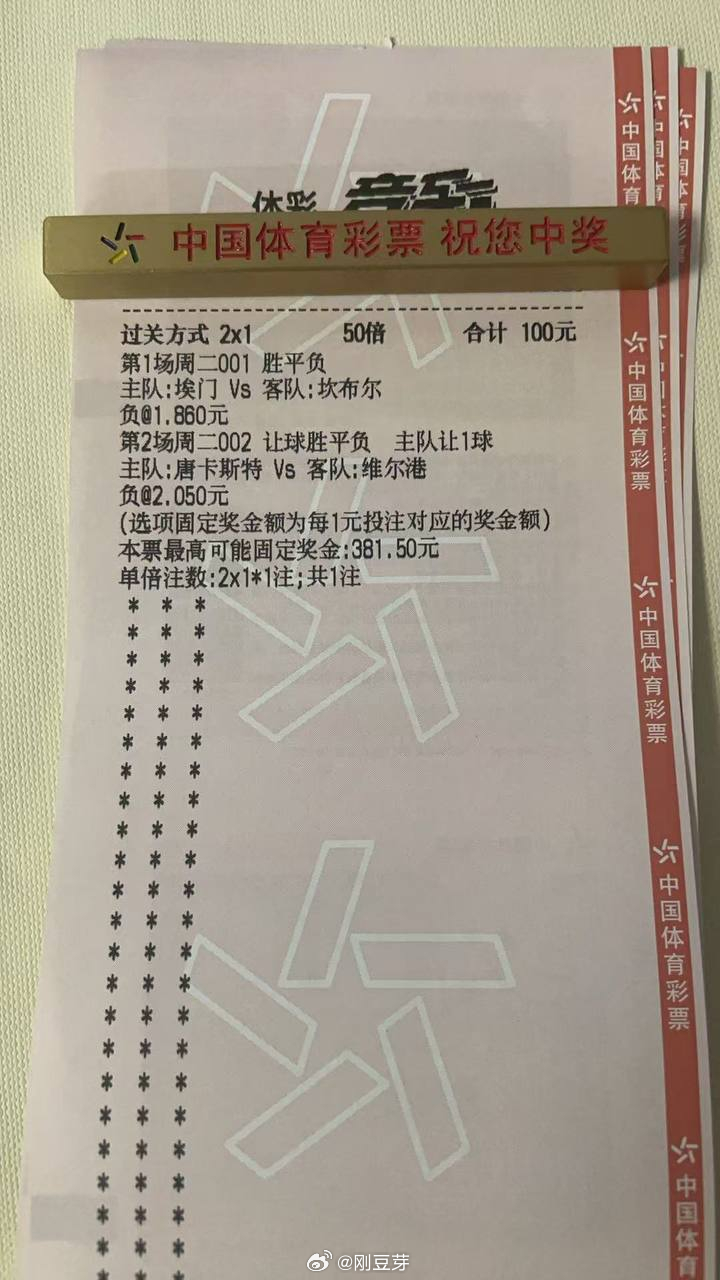 体彩 竞彩
中国体育彩票 祝您中奖
过关方式 2x1 50倍 合计 100元
第1场周二001 胜平负
主队:埃门 Vs 客队:坎布尔
负@1.860元
第2场周二002 让球胜平负 主队让1球
主队:唐卡斯特 Vs 客队:维尔港
负@2.050元
(选项固定奖金额为每1元投注对应的奖金额)
本票最高可能固定奖金:381.50元
单倍注数:2x1*1注;共1注
中国体育
中国体育彩票
中国体育彩票
中国体育彩票
中国体育
@刚豆芽